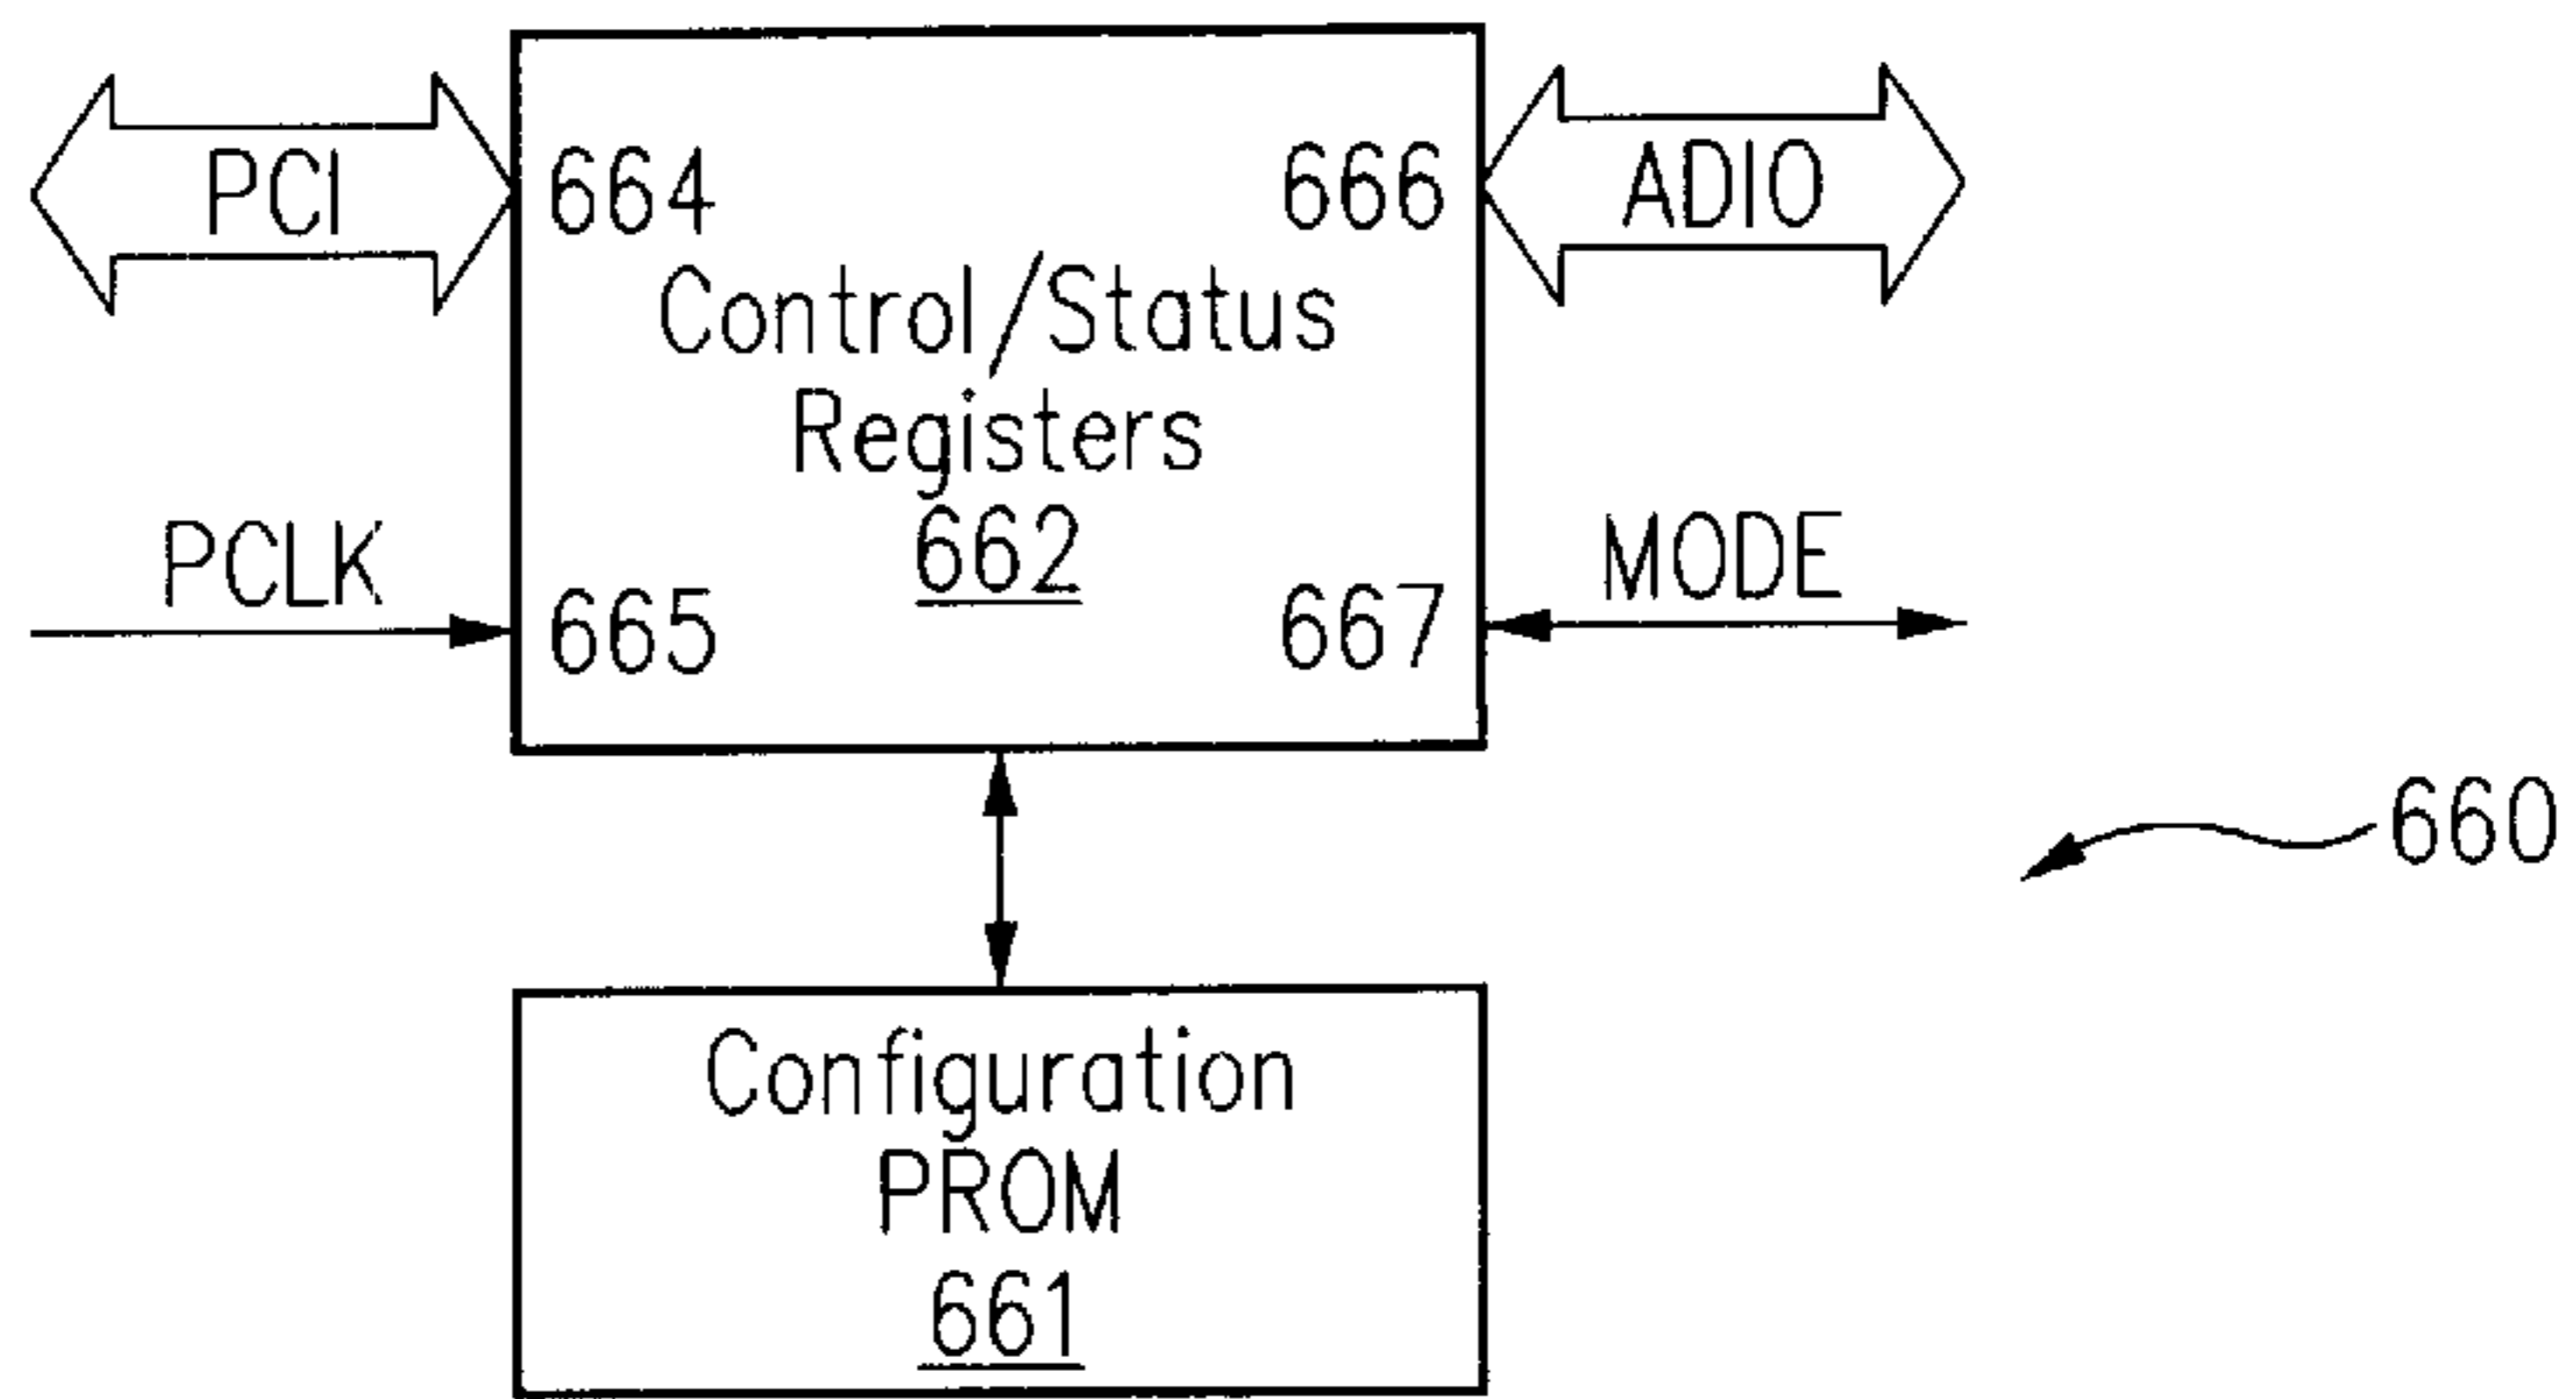 PCI
664
666
ADIO
Control/Status
Registers
662
PCLK
665
667
MODE
660
Configuration
PROM
661